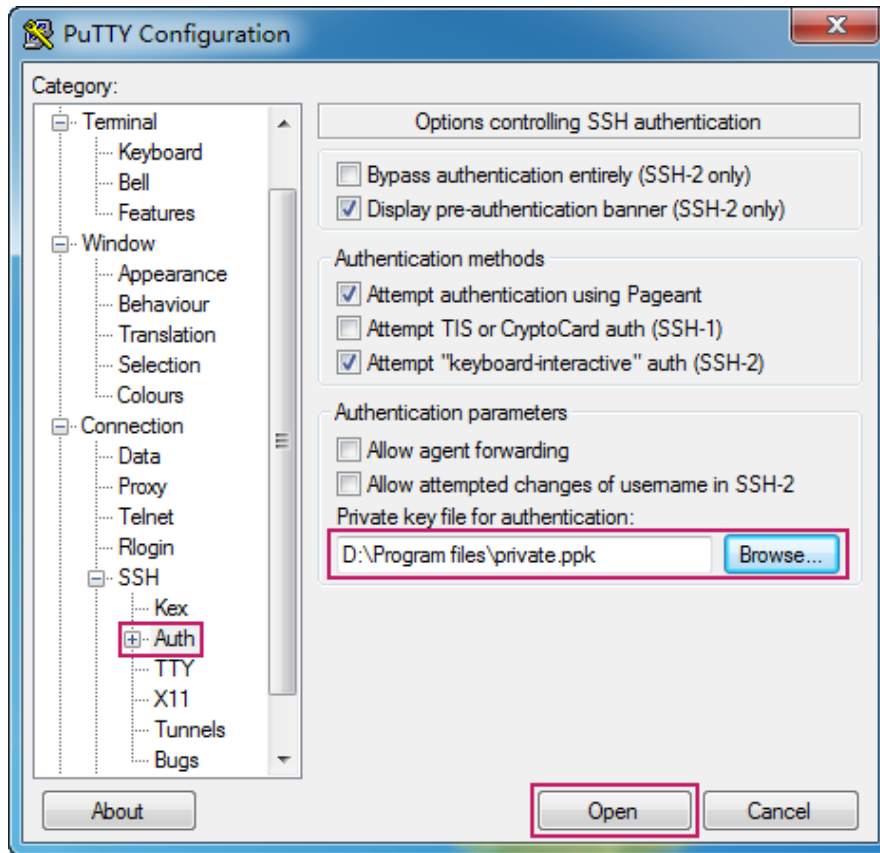 PuTTY Configuration
Category:
Terminal
Keyboard
Bell
Features
Window
Appearance
Behaviour
Translation
Selection
Colours
Connection
Data
Proxy
Telnet
Rlogin
SSH
Kex
Auth
TTY
X11
Tunnels
Bugs
Options controlling SSH authentication
Bypass authentication entirely (SSH-2 only)
Display pre-authentication banner (SSH-2 only)
Authentication methods
Attempt authentication using Pageant
Attempt TIS or CryptoCard auth (SSH-1)
Attempt "keyboard-interactive" auth (SSH-2)
Authentication parameters
Allow agent forwarding
Allow attempted changes of username in SSH-2
Private key file for authentication:
D:\Program files\private.ppk Browse...
About Open Cancel